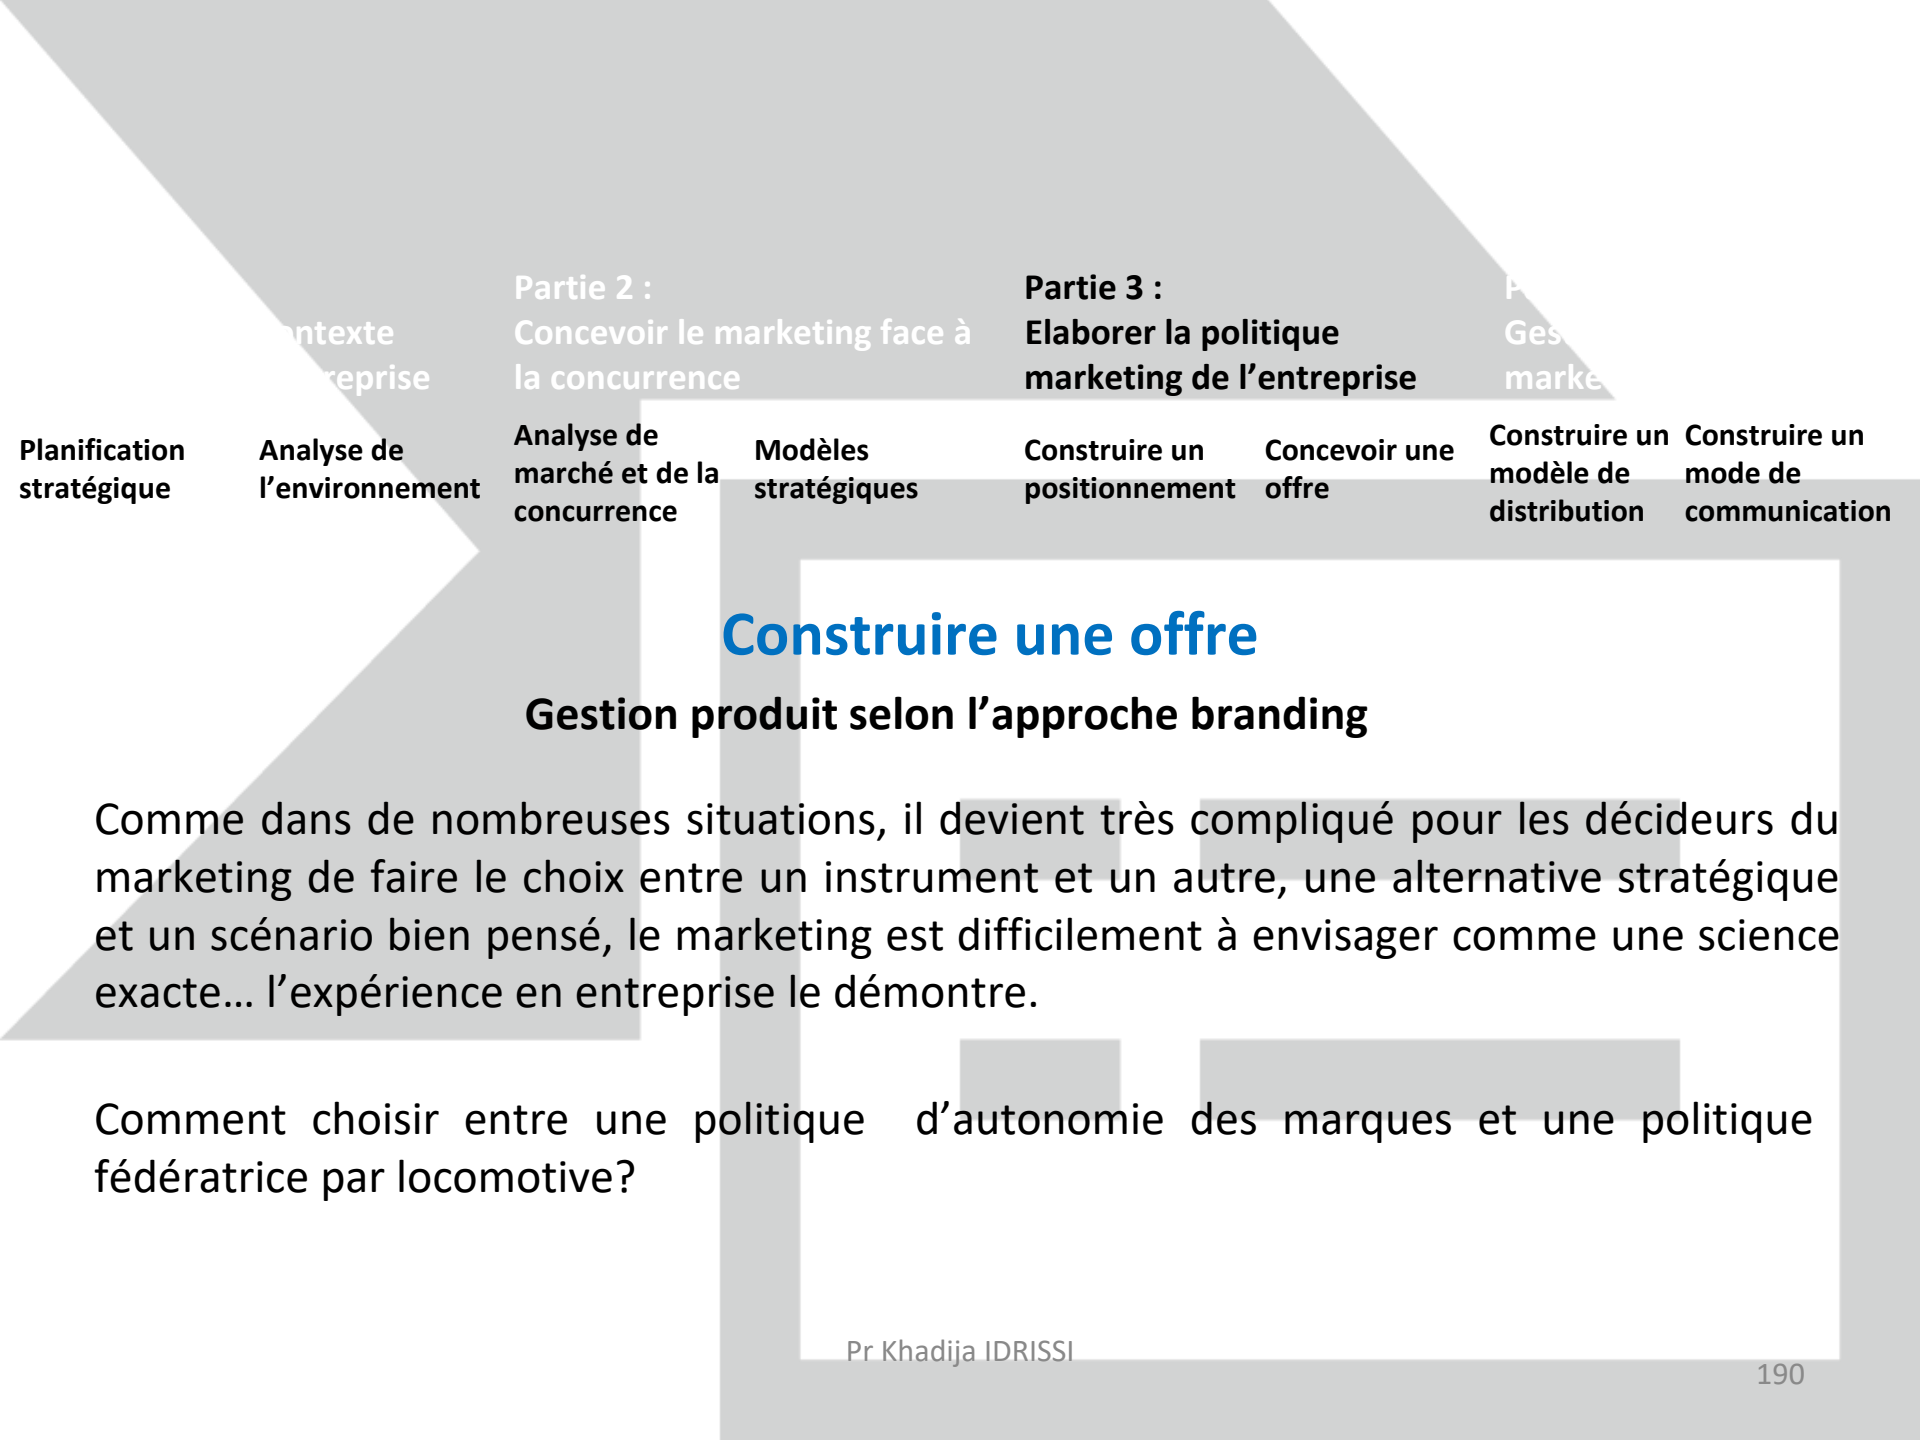 Partie 2 :
Partie 3 :
Concevoir le marketing face à
Elaborer la politique
la concurrence
marketing de l’entreprise
Planification
stratégique
Analyse de
l’environnement
Analyse de
marché et de la
concurrence
Modèles
stratégiques
Construire un
positionnement
Concevoir une
offre
Construire un
modèle de
distribution
Construire un
mode de
communication
Construire une offre
Gestion produit selon l’approche branding
Comme dans de nombreuses situations, il devient très compliqué pour les décideurs du
marketing de faire le choix entre un instrument et un autre, une alternative stratégique
et un scénario bien pensé, le marketing est difficilement à envisager comme une science
exacte… l’expérience en entreprise le démontre.
Comment choisir entre une politique d’autonomie des marques et une politique
fédératrice par locomotive?
Pr Khadija IDRISSI
190